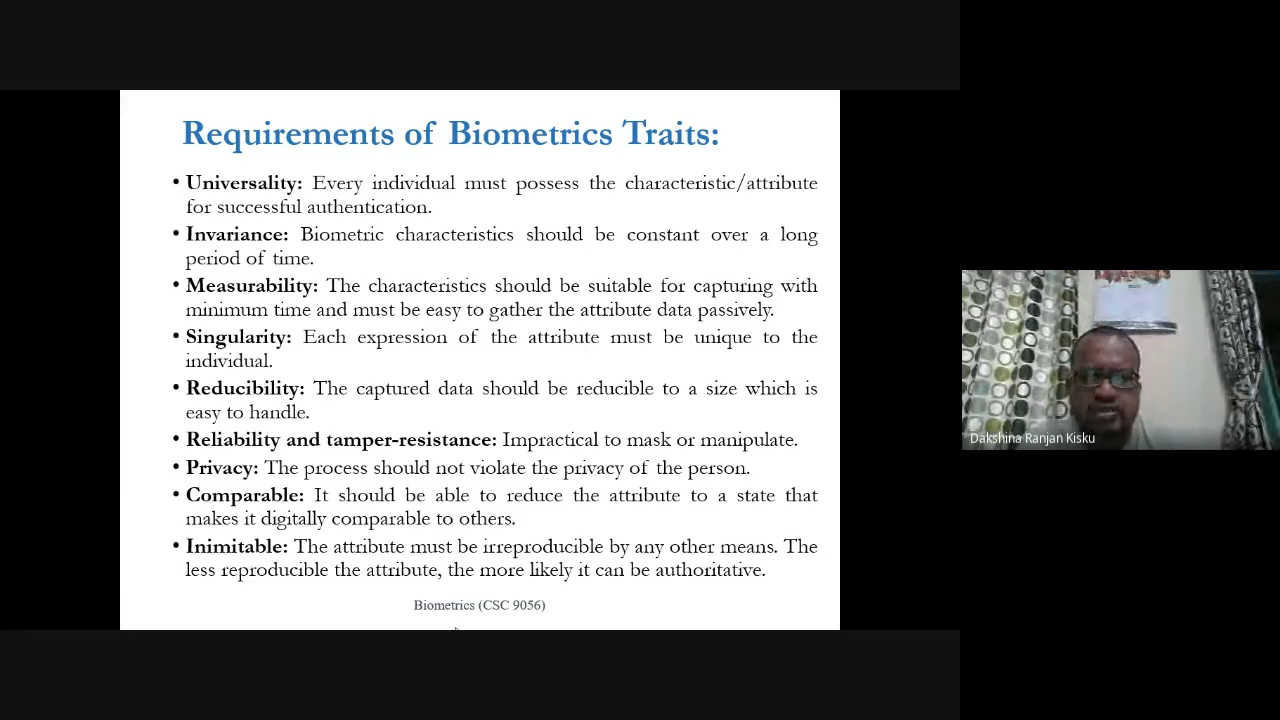 Requirements of Biometrics Traits:
• Universality: Every individual must possess the characteristic/attribute
for successful authentication.
• Invariance: Biometric characteristics should be constant over a long
period of time.
• Measurability: The characteristics should be suitable for capturing with
minimum time and must be easy to gather the attribute data passively.
• Singularity: Each expression of the attribute must be unique to the
individual.
• Reducibility: The captured data should be reducible to a size which is
easy to handle.
• Reliability and tamper-resistance: Impractical to mask or manipulate.
• Privacy: The process should not violate the privacy of the person.
• Comparable: It should be able to reduce the attribute to a state that
makes it digitally comparable to others.
• Inimitable: The attribute must be irreproducible by any other means. The
less reproducible the attribute, the more likely it can be authoritative.
Biometrics (CSC 9056)
Dakshina Ranjan Kisku